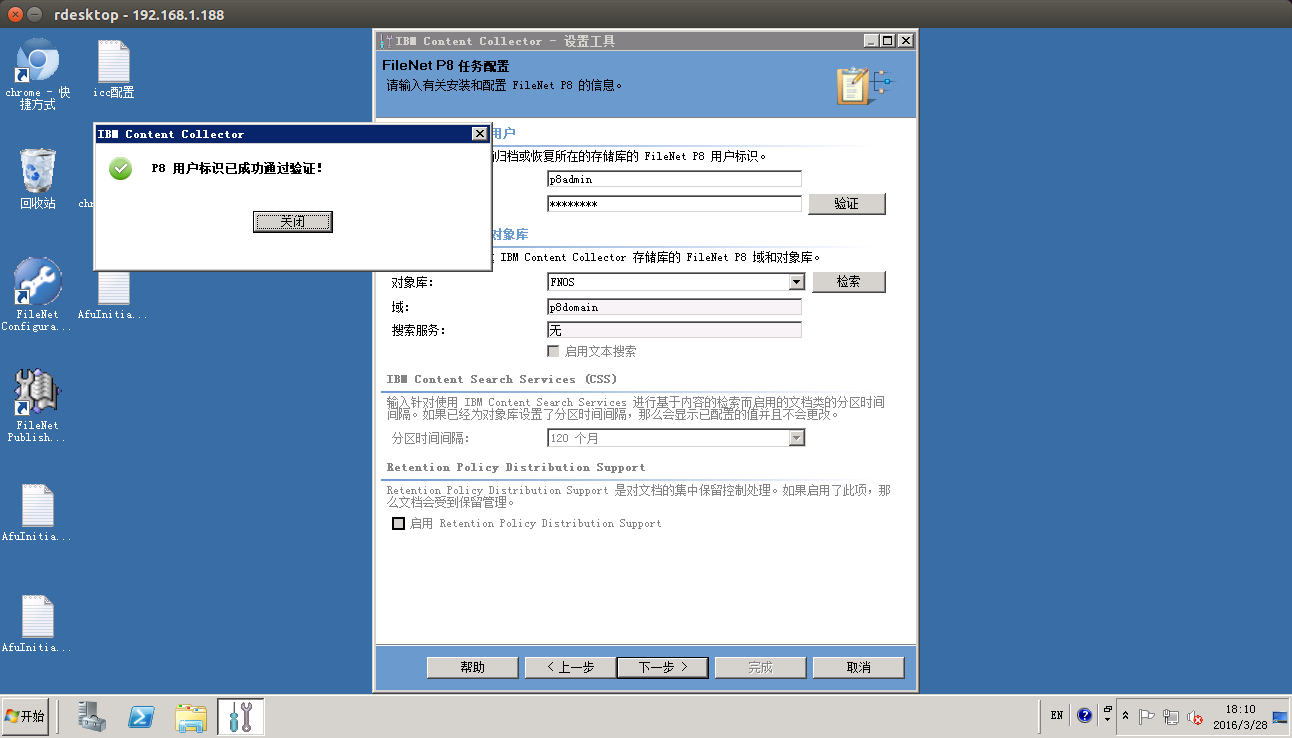 rdesktop - 192.168.1.188
chrome - 快
捷方式
icc配置
回收站
FileNet
Configura...
AfuInitia...
FileNet
Publish...
AfuInitia...
AfuInitia...
IBM Content Collector
P8 用户标识已成功通过验证!
关闭
IBM Content Collector - 设置工具
FileNet P8 任务配置
请输入有关安装和配置 FileNet P8 的信息。
用户
归档或恢复所在的存储库的 FileNet P8 用户标识。
p8admin
********
验证
对象库
IBM Content Collector 存储库的 FileNet P8 域和对象库。
对象库:
FNOS
检索
域:
p8domain
搜索服务:
无
启用文本搜索
IBM Content Search Services (CSS)
输入针对使用 IBM Content Search Services 进行基于内容的检索而启用的文档类的分区时间
间隔。如果已经为对象库设置了分区时间间隔，那么会显示已配置的值并且不会更改。
分区时间间隔:
120 个月
Retention Policy Distribution Support
Retention Policy Distribution Support 是对文档的集中保留控制处理。如果启用了此项，那
么文档会受到保留管理。
启用 Retention Policy Distribution Support
帮助
< 上一步
下一步 >
完成
取消
开始
EN
18:10
2016/3/28